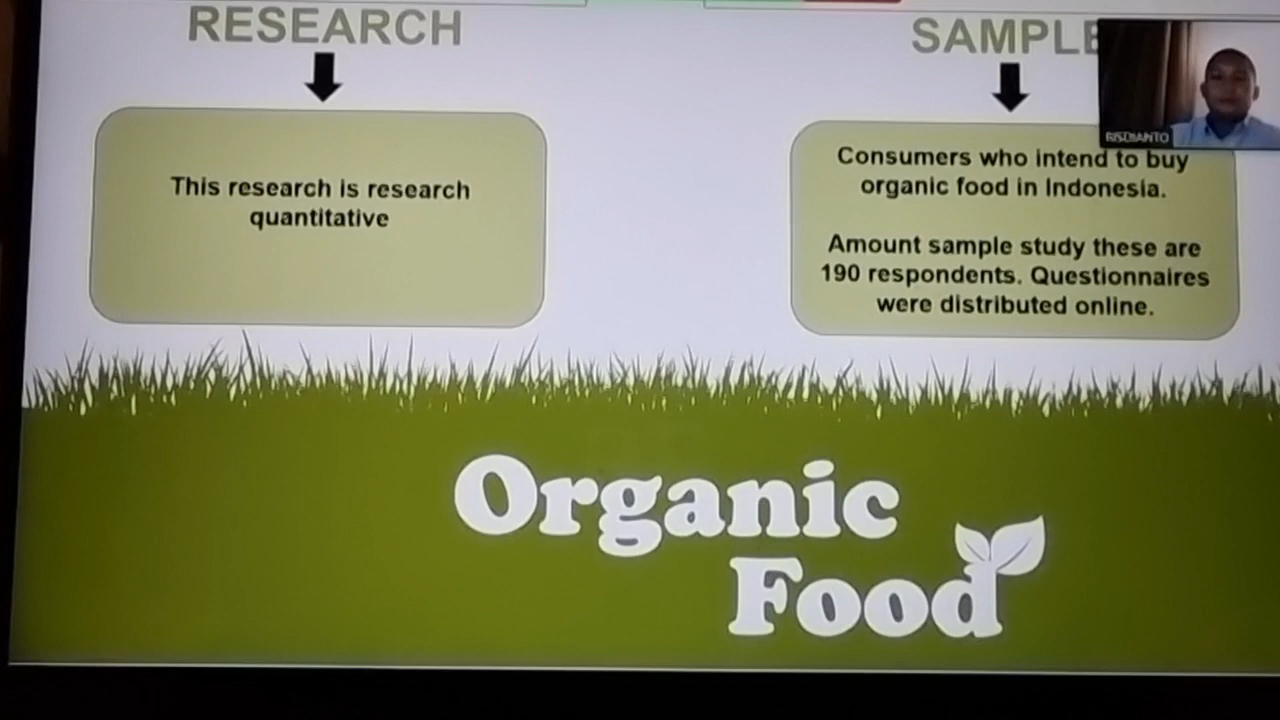 RESEARCH
This research is research
quantitative
SAMPLE
RISDIANTO
Consumers who intend to buy
organic food in Indonesia.
Amount sample study these are
190 respondents. Questionnaires
were distributed online.
Organic
Food